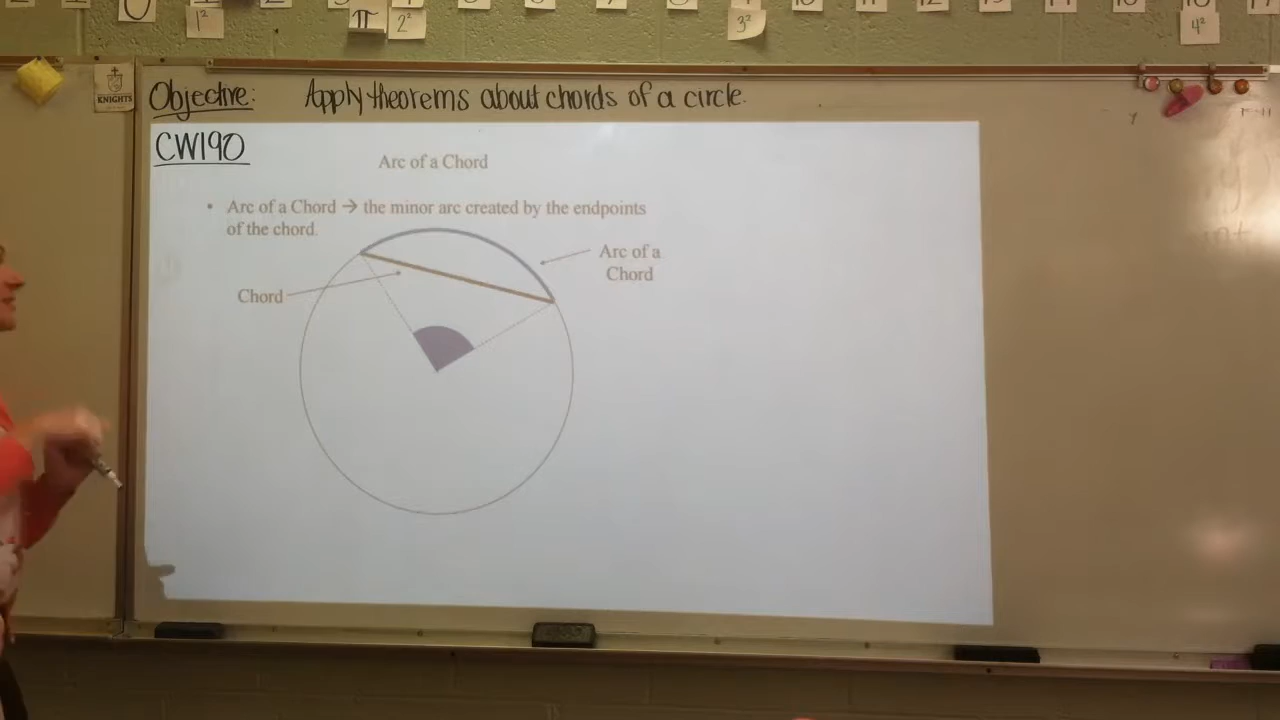 1²
π
2²
3²
4²
KNIGHTS
Objective: Apply theorems about chords of a circle.
CW190
Arc of a Chord
• Arc of a Chord → the minor arc created by the endpoints
of the chord.
Arc of a
Chord
Chord